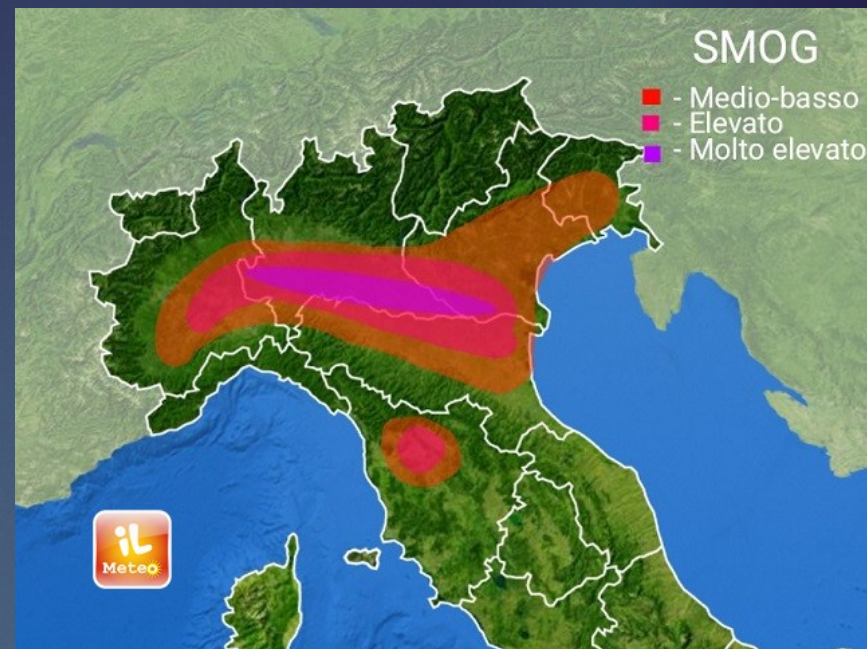 SMOG
- Medio-basso
- Elevato
- Molto elevato
iL
Meteo